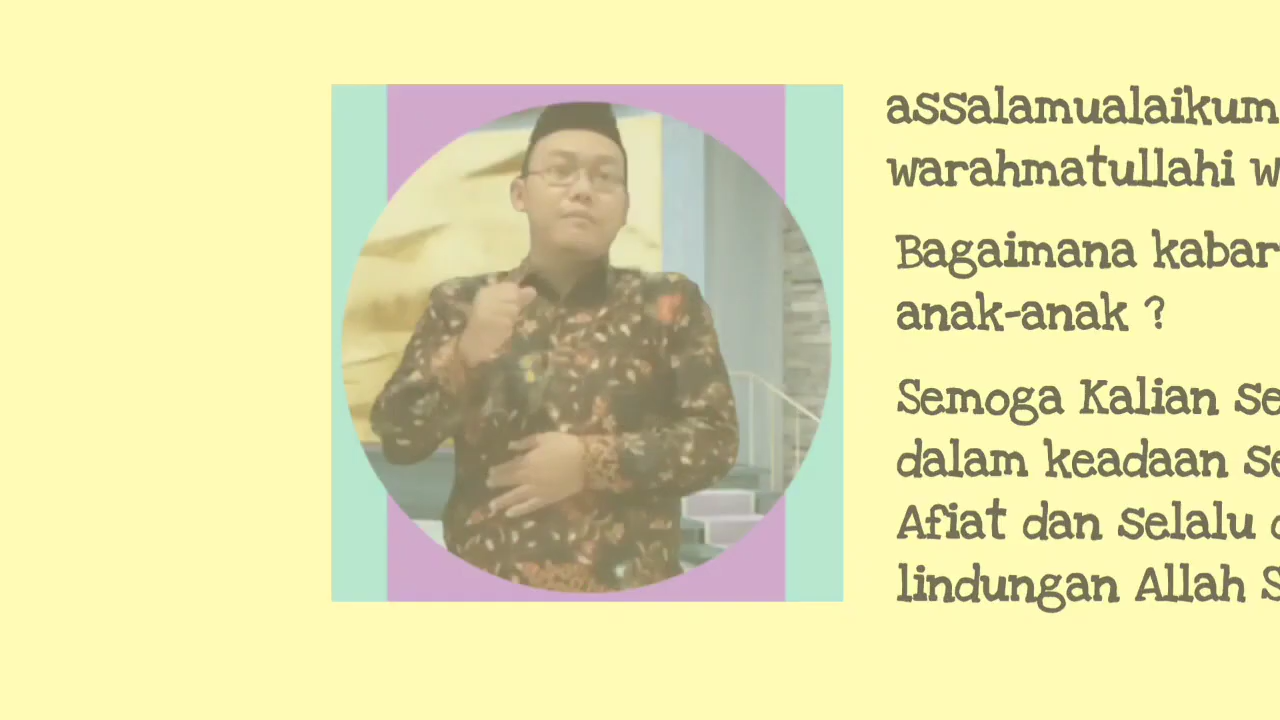 assalamualaikum
warahmatullahi
Bagaimana kabar
anak-anak ?
Semoga Kalian
dalam keadaan
Afiat dan selalu
lindungan Allah